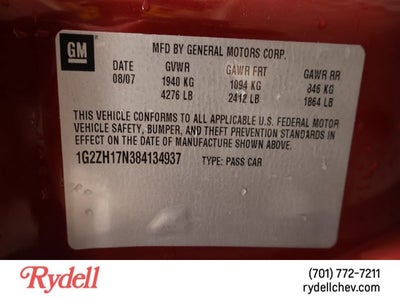 GM
MFD BY GENERAL MOTORS CORP.
DATE GVWR GAWR FRT GAWR RR
08/07 1940 KG 1094 KG 846 KG
4276 LB 2412 LB 1864 LB
THIS VEHICLE CONFORMS TO ALL APPLICABLE U.S. FEDERAL MOTOR
VEHICLE SAFETY, BUMPER, AND THEFT PREVENTION STANDARDS IN
EFFECT ON THE DATE OF MANUFACTURE SHOWN ABOVE.
1G2ZH17N384134937 TYPE: PASS CAR
Rydell
(701) 772-7211
rydellchev.com